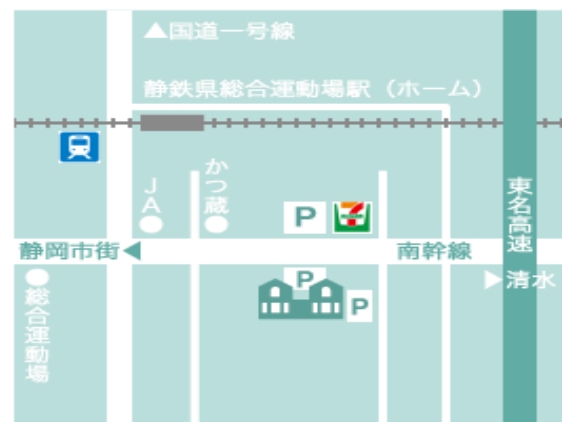 ▲国道一号線
静鉄県総合運動場駅（ホーム）
JA
かつ蔵
P
東名高速
静岡市街◀
南幹線
▶清水
P
P
総合運動場